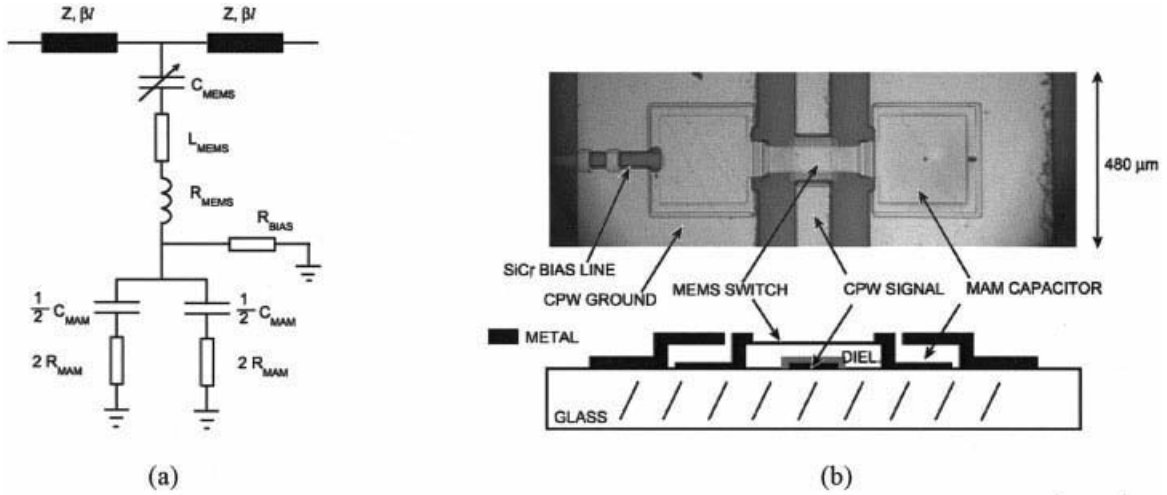 Z, βl Z, βl
C_MEMS
L_MEMS
R_MEMS
R_BIAS
1/2 C_MAM 1/2 C_MAM
2 R_MAM 2 R_MAM
(a)
480 µm
SiCr BIAS LINE
CPW GROUND MEMS SWITCH CPW SIGNAL MAM CAPACITOR
METAL
DIEL.
GLASS
(b)